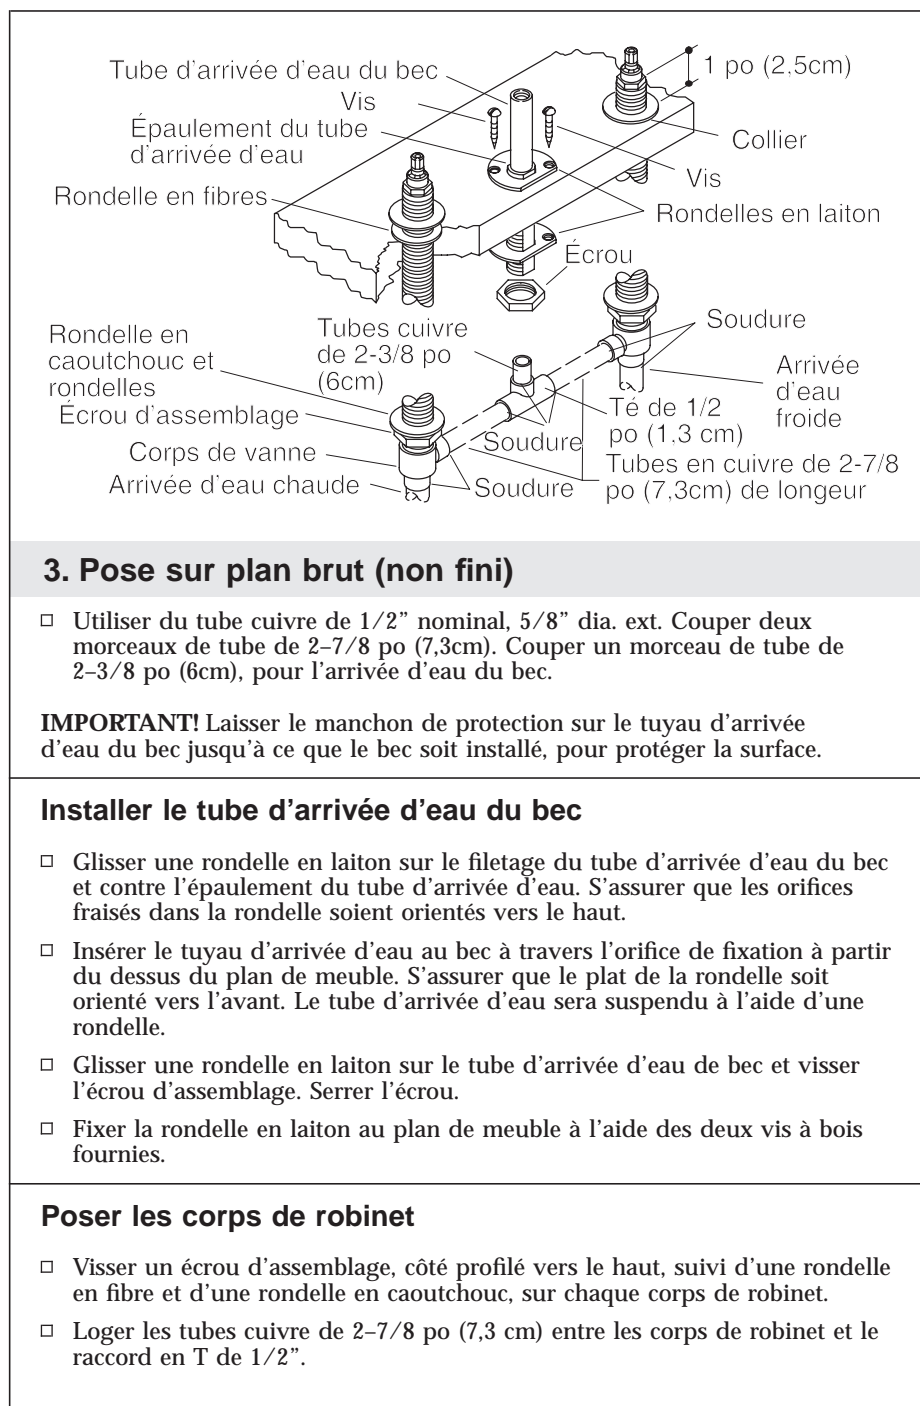 Tube d'arrivée d'eau du bec
1 po (2,5cm)
Vis
Épaulement du tube
d'arrivée d'eau
Collier
Vis
Rondelle en fibres
Rondelles en laiton
Écrou
Rondelle en
caoutchouc et
rondelles
Tubes cuivre
de 2-3/8 po
(6cm)
Soudure
Arrivée
d'eau
froide
Écrou d'assemblage
Té de 1/2
po (1,3 cm)
Corps de vanne
Soudure
Arrivée d'eau chaude
Soudure
Tubes en cuivre de 2-7/8
po (7,3cm) de longeur
3. Pose sur plan brut (non fini)
□ Utiliser du tube cuivre de 1/2” nominal, 5/8” dia. ext. Couper deux
morceaux de tube de 2–7/8 po (7,3cm). Couper un morceau de tube de
2–3/8 po (6cm), pour l’arrivée d’eau du bec.
IMPORTANT! Laisser le manchon de protection sur le tuyau d’arrivée
d’eau du bec jusqu’à ce que le bec soit installé, pour protéger la surface.
Installer le tube d’arrivée d’eau du bec
□ Glisser une rondelle en laiton sur le filetage du tube d’arrivée d’eau du bec
et contre l’épaulement du tube d’arrivée d’eau. S’assurer que les orifices
fraisés dans la rondelle soient orientés vers le haut.
□ Insérer le tuyau d’arrivée d’eau au bec à travers l’orifice de fixation à partir
du dessus du plan de meuble. S’assurer que le plat de la rondelle soit
orienté vers l’avant. Le tube d’arrivée d’eau sera suspendu à l’aide d’une
rondelle.
□ Glisser une rondelle en laiton sur le tube d’arrivée d’eau de bec et visser
l’écrou d’assemblage. Serrer l’écrou.
□ Fixer la rondelle en laiton au plan de meuble à l’aide des deux vis à bois
fournies.
Poser les corps de robinet
□ Visser un écrou d’assemblage, côté profilé vers le haut, suivi d’une rondelle
en fibre et d’une rondelle en caoutchouc, sur chaque corps de robinet.
□ Loger les tubes cuivre de 2–7/8 po (7,3 cm) entre les corps de robinet et le
raccord en T de 1/2”.